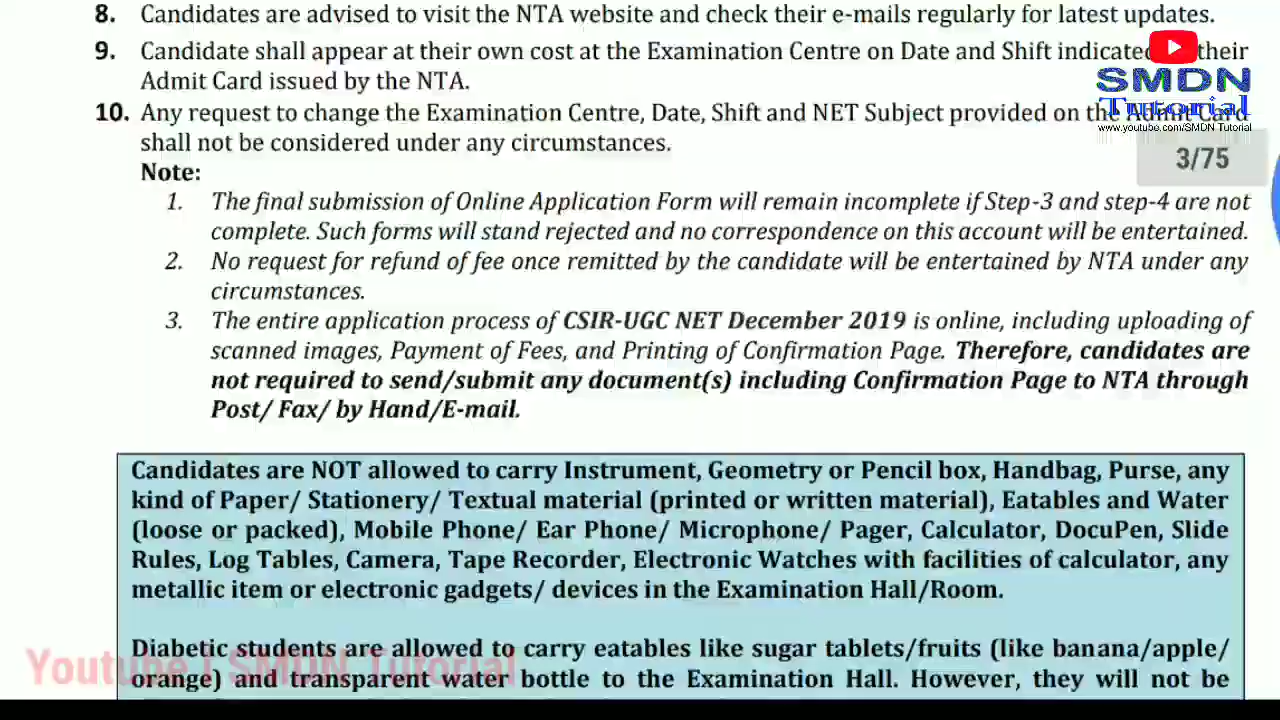 8. Candidates are advised to visit the NTA website and check their e-mails regularly for latest updates.
9. Candidate shall appear at their own cost at the Examination Centre on Date and Shift indicated their
Admit Card issued by the NTA.
10. Any request to change the Examination Centre, Date, Shift and NET Subject provided on the Admit Card
shall not be considered under any circumstances.
SMDN
Tutorial
www.youtube.com/SMDN Tutorial
3/75
Note:
1. The final submission of Online Application Form will remain incomplete if Step-3 and step-4 are not
complete. Such forms will stand rejected and no correspondence on this account will be entertained.
2. No request for refund of fee once remitted by the candidate will be entertained by NTA under any
circumstances.
3. The entire application process of CSIR-UGC NET December 2019 is online, including uploading of
scanned images, Payment of Fees, and Printing of Confirmation Page. Therefore, candidates are
not required to send/submit any document(s) including Confirmation Page to NTA through
Post/ Fax/ by Hand/E-mail.
Candidates are NOT allowed to carry Instrument, Geometry or Pencil box, Handbag, Purse, any
kind of Paper/ Stationery/ Textual material (printed or written material), Eatables and Water
(loose or packed), Mobile Phone/ Ear Phone/ Microphone/ Pager, Calculator, DocuPen, Slide
Rules, Log Tables, Camera, Tape Recorder, Electronic Watches with facilities of calculator, any
metallic item or electronic gadgets/ devices in the Examination Hall/Room.
Diabetic students are allowed to carry eatables like sugar tablets/fruits (like banana/apple/
orange) and transparent water bottle to the Examination Hall. However, they will not be
Youtube | SMDN Tutorial